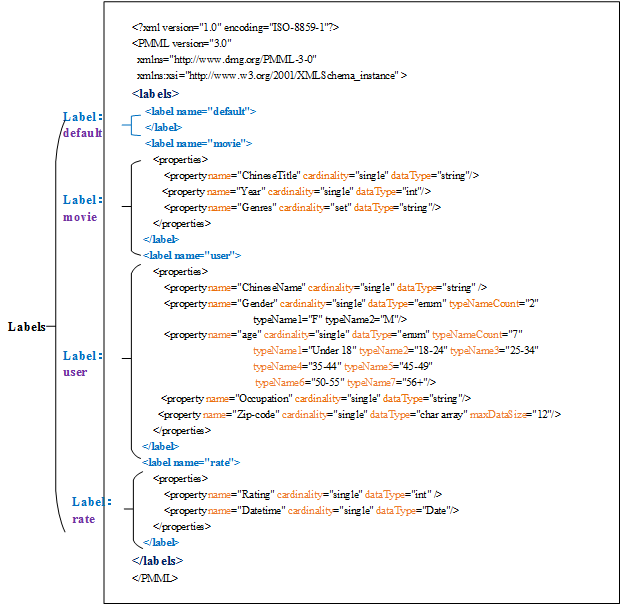 <?xml version="1.0" encoding="ISO-8859-1"?>
<PMML version="3.0"
xmlns="http://www.dmg.org/PMML-3-0"
xmlns:xsi="http://www.w3.org/2001/XMLSchema_instance" >
<labels>
Label：
default
<label name="default">
</label>
<label name="movie">
Label：
movie
<properties>
<property name="ChineseTitle" cardinality="single" dataType="string"/>
<property name="Year" cardinality="single" dataType="int"/>
<property name="Genres" cardinality="set" dataType="string"/>
</properties>
</label>
<label name="user">
Labels
Label：
user
<properties>
<property name="ChineseName" cardinality="single" dataType="string" />
<property name="Gender" cardinality="single" dataType="enum" typeNameCount="2"
typeName1="F" typeName2="M"/>
<property name="age" cardinality="single" dataType="enum" typeNameCount="7"
typeName1="Under 18" typeName2="18-24" typeName3="25-34"
typeName4="35-44" typeName5="45-49"
typeName6="50-55" typeName7="56+"/>
<property name="Occupation" cardinality="single" dataType="string"/>
<property name="Zip-code" cardinality="single" dataType="char array" maxDataSize="12"/>
</properties>
</label>
<label name="rate">
Label：
rate
<properties>
<property name="Rating" cardinality="single" dataType="int" />
<property name="Datetime" cardinality="single" dataType="Date"/>
</properties>
</label>
</labels>
</PMML>